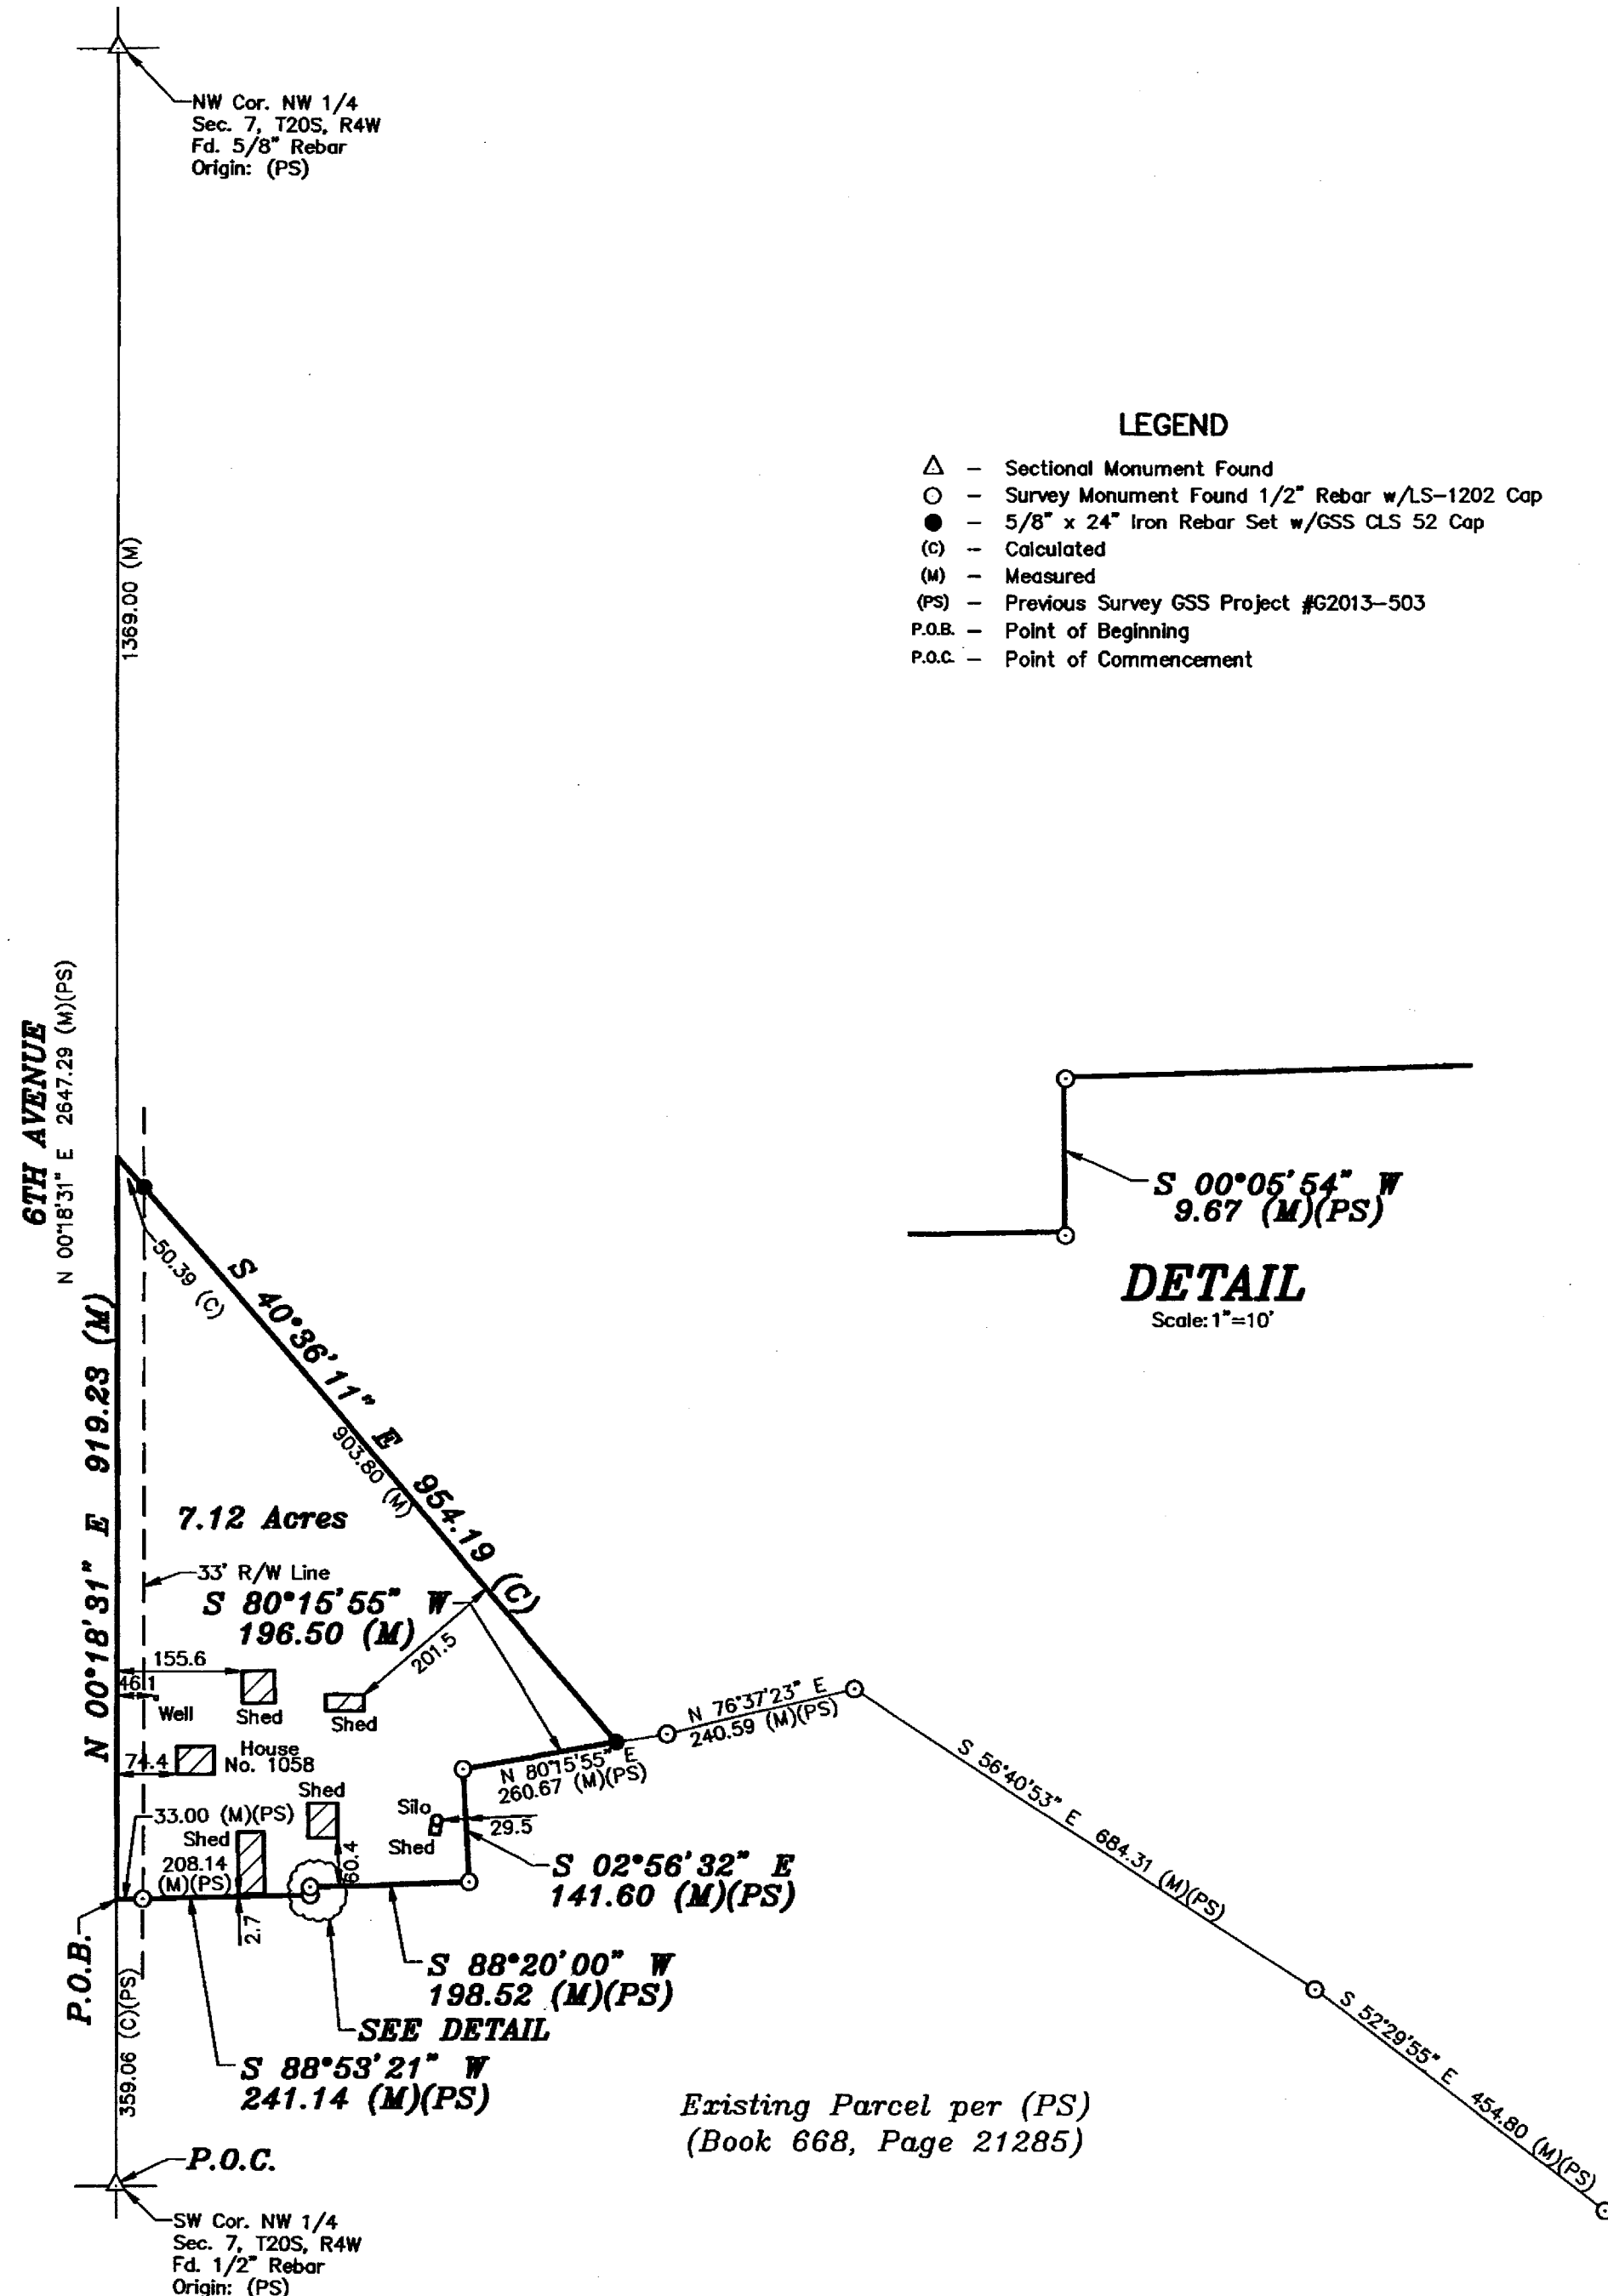 NW Cor. NW 1/4
Sec. 7, T20S, R4W
Fd. 5/8" Rebar
Origin: (PS)
1369.00 (M)
LEGEND
△ – Sectional Monument Found
⊙ – Survey Monument Found 1/2" Rebar w/LS-1202 Cap
● – 5/8" x 24" Iron Rebar Set w/GSS CLS 52 Cap
(C) – Calculated
(M) – Measured
(PS) – Previous Survey GSS Project #G2013-503
P.O.B. – Point of Beginning
P.O.C. – Point of Commencement
6TH AVENUE
N 00°18'31" E 2647.29 (M)(PS)
S 00°05'54" W
9.67 (M)(PS)
DETAIL
Scale: 1"=10'
50.39 (C)
S 40°36'11" E 954.19 (C)
903.80 (M)
N 00°18'31" E 919.23 (M)
7.12 Acres
33' R/W Line
S 80°15'55" W
196.50 (M)
201.5
155.6
46.1
Well
Shed
Shed
74.4
House
No. 1058
N 76°37'23" E
240.59 (M)(PS)
N 80°15'55" E
260.67 (M)(PS)
S 56°40'53" E 684.31 (M)(PS)
Shed
Silo
29.5
Shed
33.00 (M)(PS)
Shed
208.14
(M)(PS)
60.4
2.7
S 02°56'32" E
141.60 (M)(PS)
P.O.B.
S 88°20'00" W
198.52 (M)(PS)
SEE DETAIL
S 88°53'21" W
241.14 (M)(PS)
359.06 (C)(PS)
S 52°29'55" E 454.80 (M)(PS)
Existing Parcel per (PS)
(Book 668, Page 21285)
P.O.C.
SW Cor. NW 1/4
Sec. 7, T20S, R4W
Fd. 1/2" Rebar
Origin: (PS)